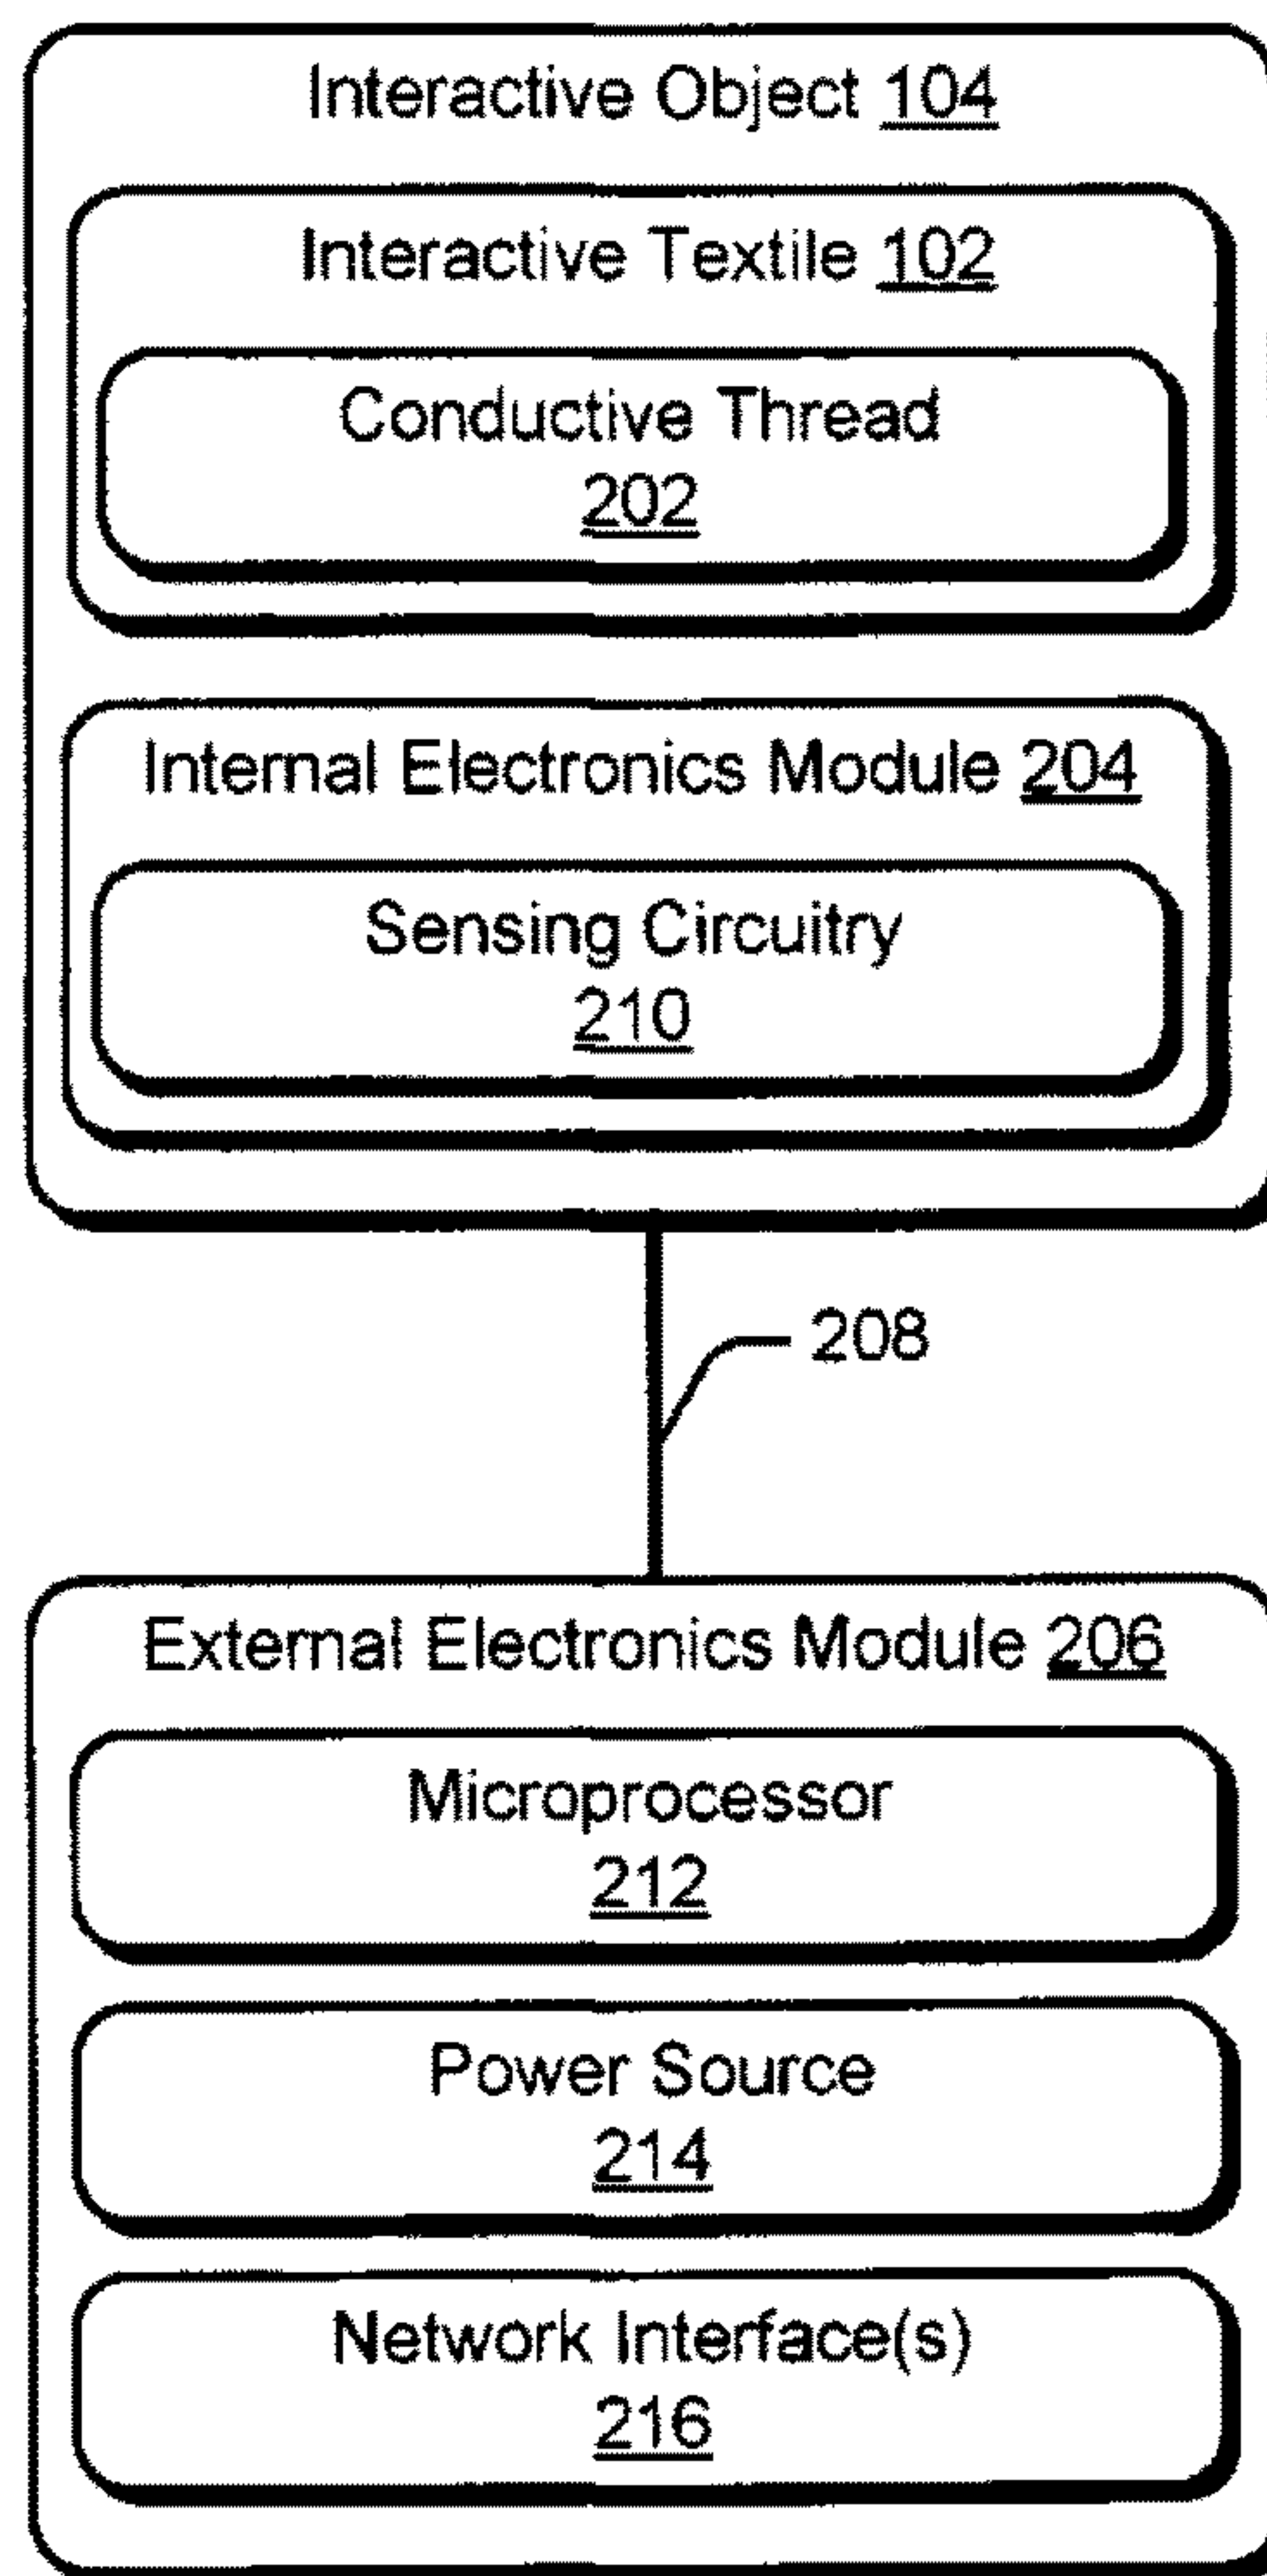 Interactive Object 104
Interactive Textile 102
Conductive Thread
202
Internal Electronics Module 204
Sensing Circuitry
210
208
External Electronics Module 206
Microprocessor
212
Power Source
214
Network Interface(s)
216